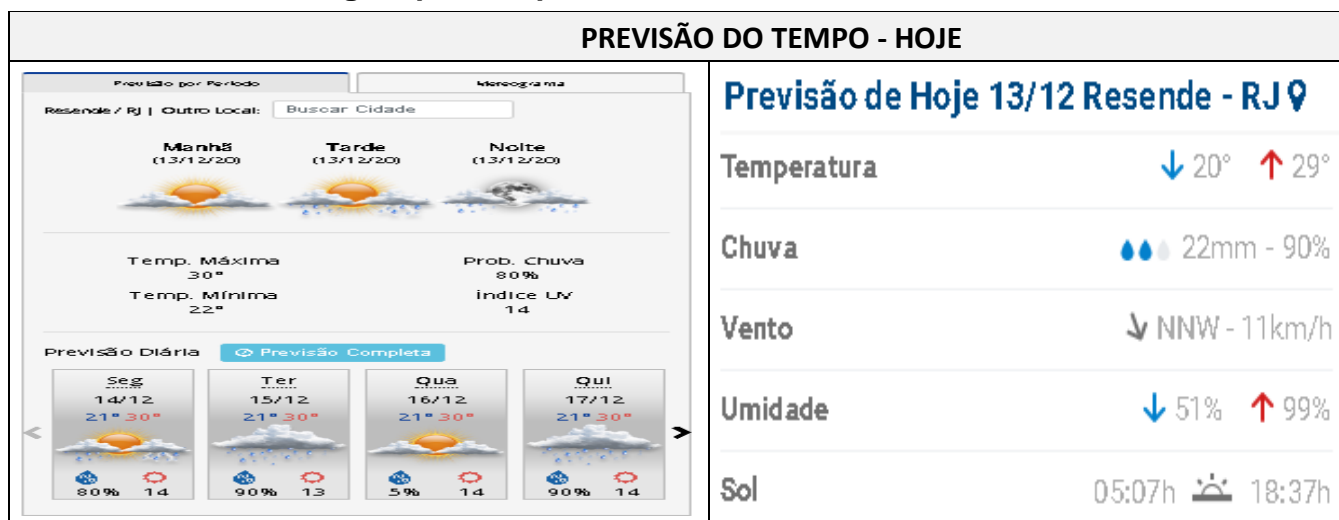 PREVISÃO DO TEMPO - HOJE
Previsão por Período
Meteograma
Resende / RJ | Outro Local: Buscar Cidade
Manhã Tarde Noite
(13/12/20) (13/12/20) (13/12/20)
Temp. Máxima Prob. Chuva
30° 80%
Temp. Mínima Índice UV
22° 14
Previsão Diária Previsão Completa
Seg Ter Qua Qui
14/12 15/12 16/12 17/12
21° 30° 21° 30° 21° 30° 21° 30°
80% 14 90% 13 5% 14 90% 14
Previsão de Hoje 13/12 Resende - RJ
Temperatura 20° 29°
Chuva 22mm - 90%
Vento NNW - 11km/h
Umidade 51% 99%
Sol 05:07h 18:37h